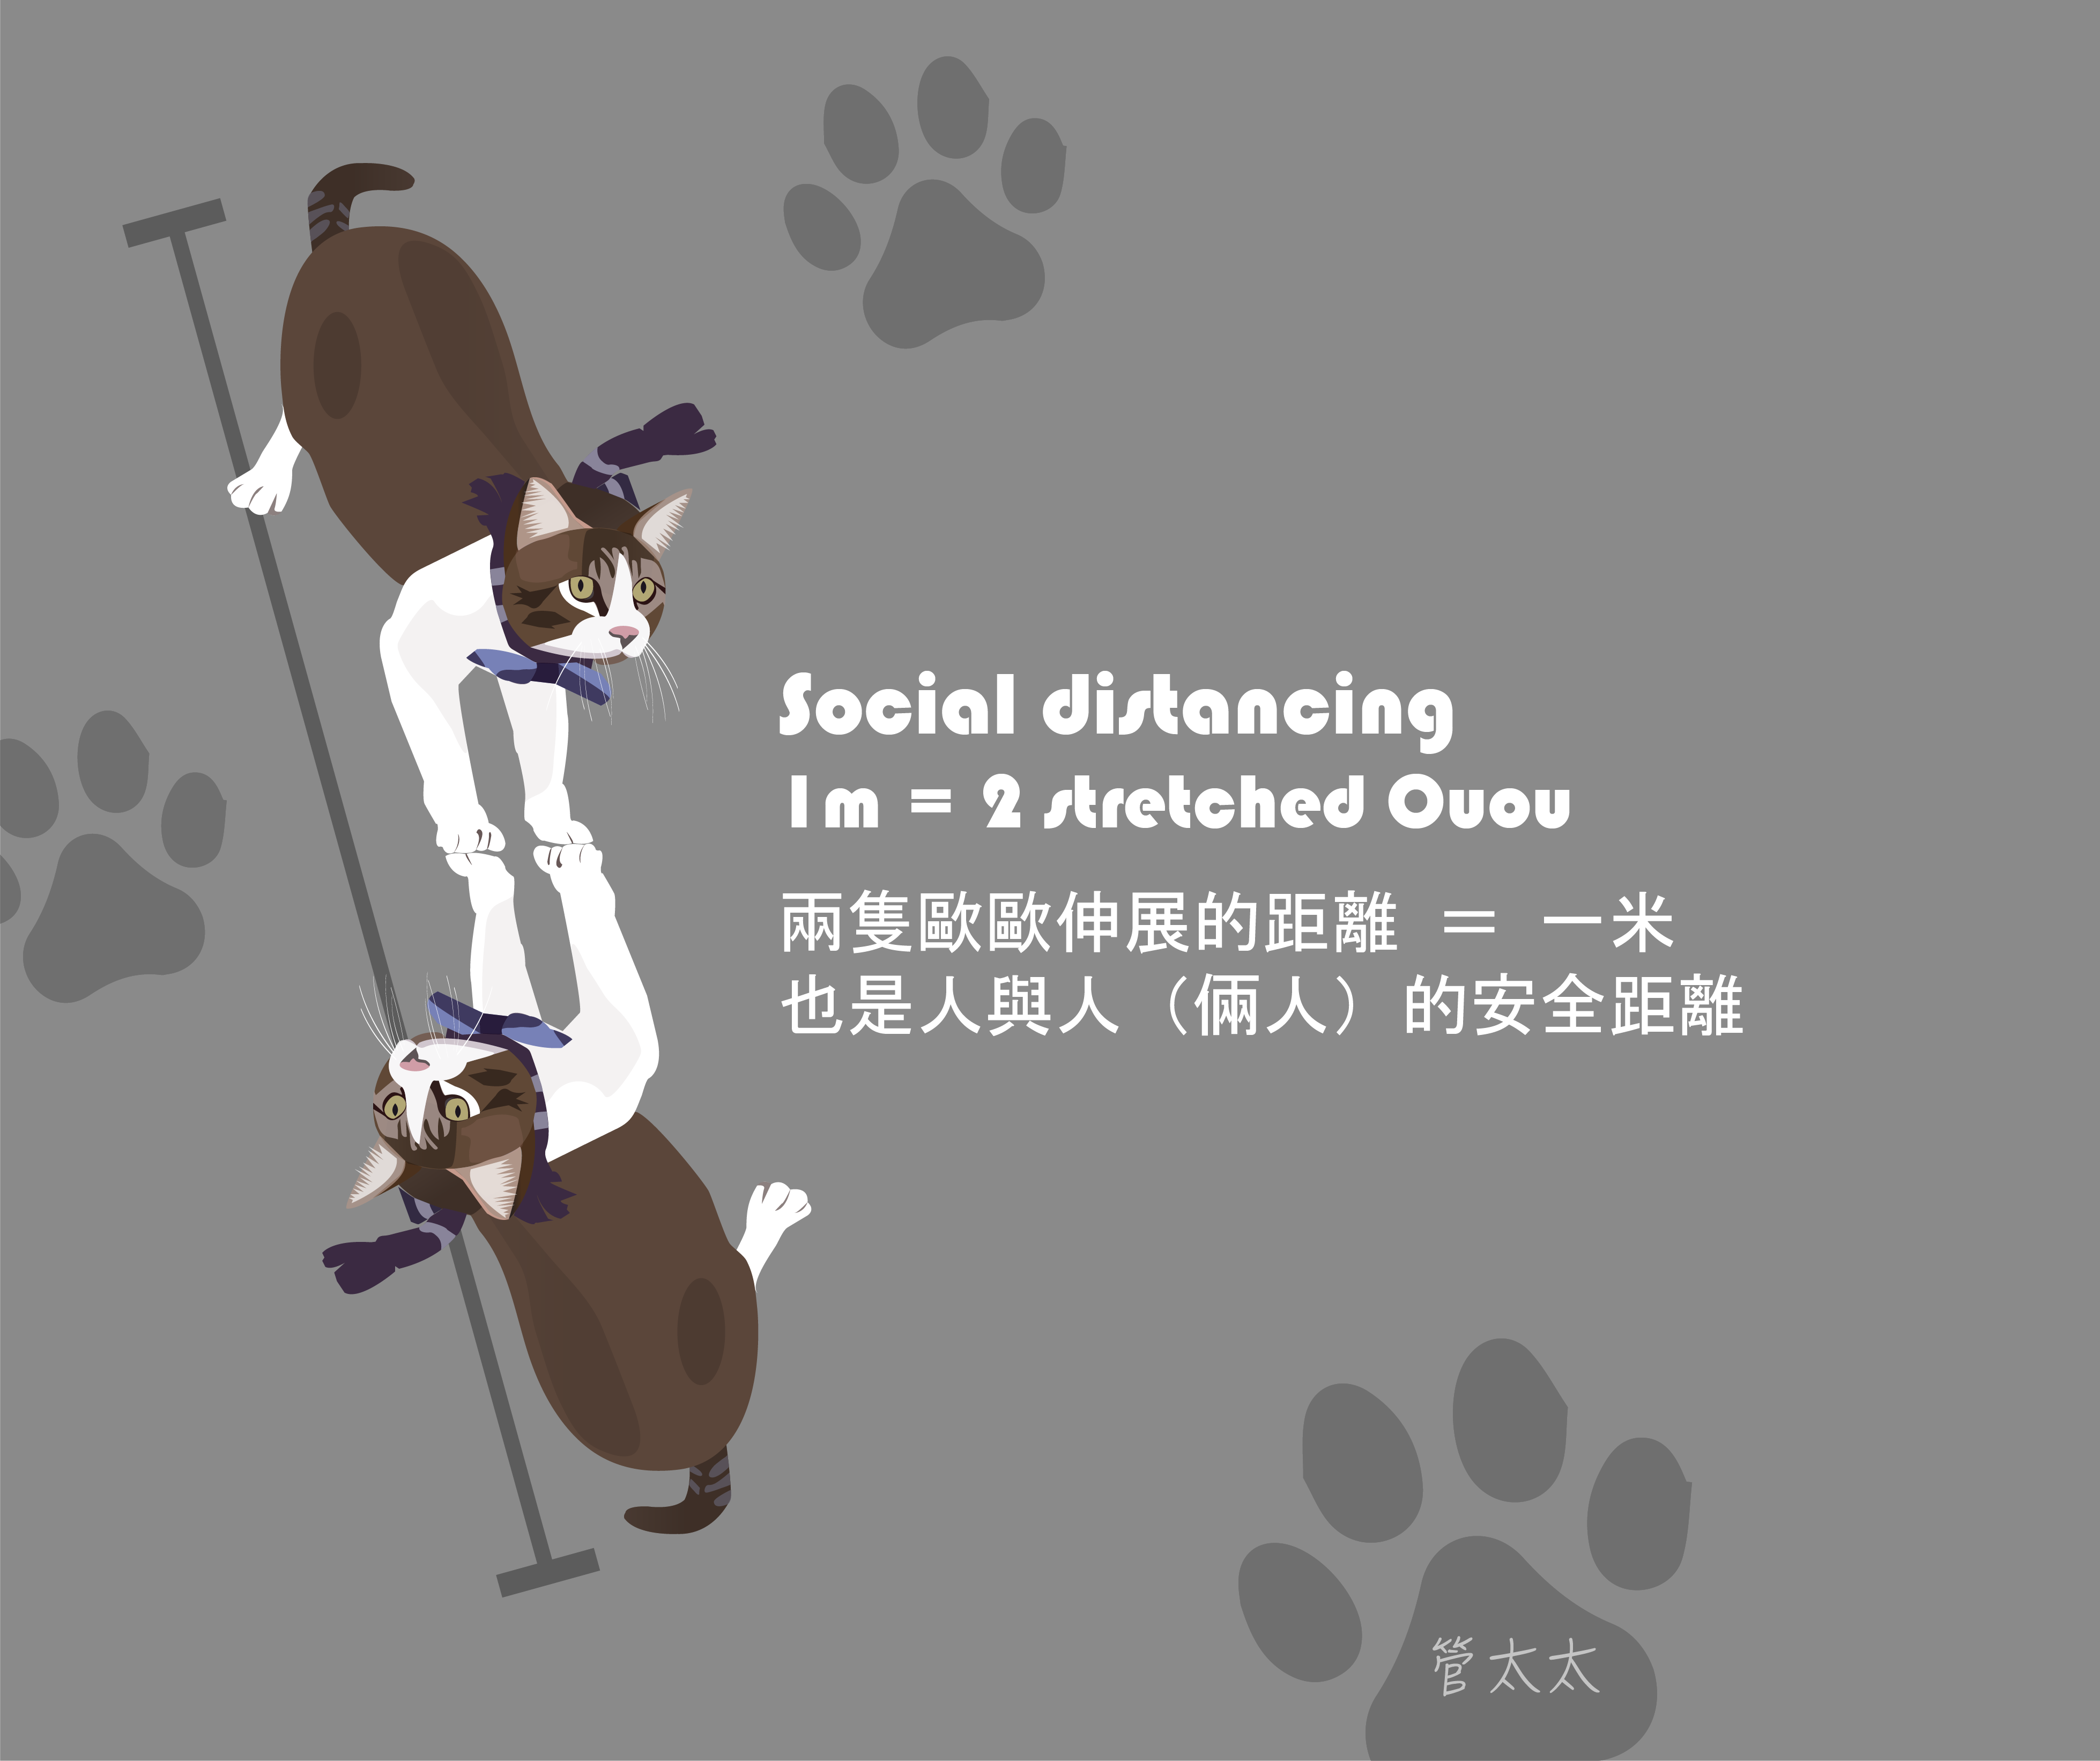 Social distancing
1m = 2 stretched Ouou
兩隻歐歐伸展的距離 = 一米
也是人與人 (倆人) 的安全距離
管太太